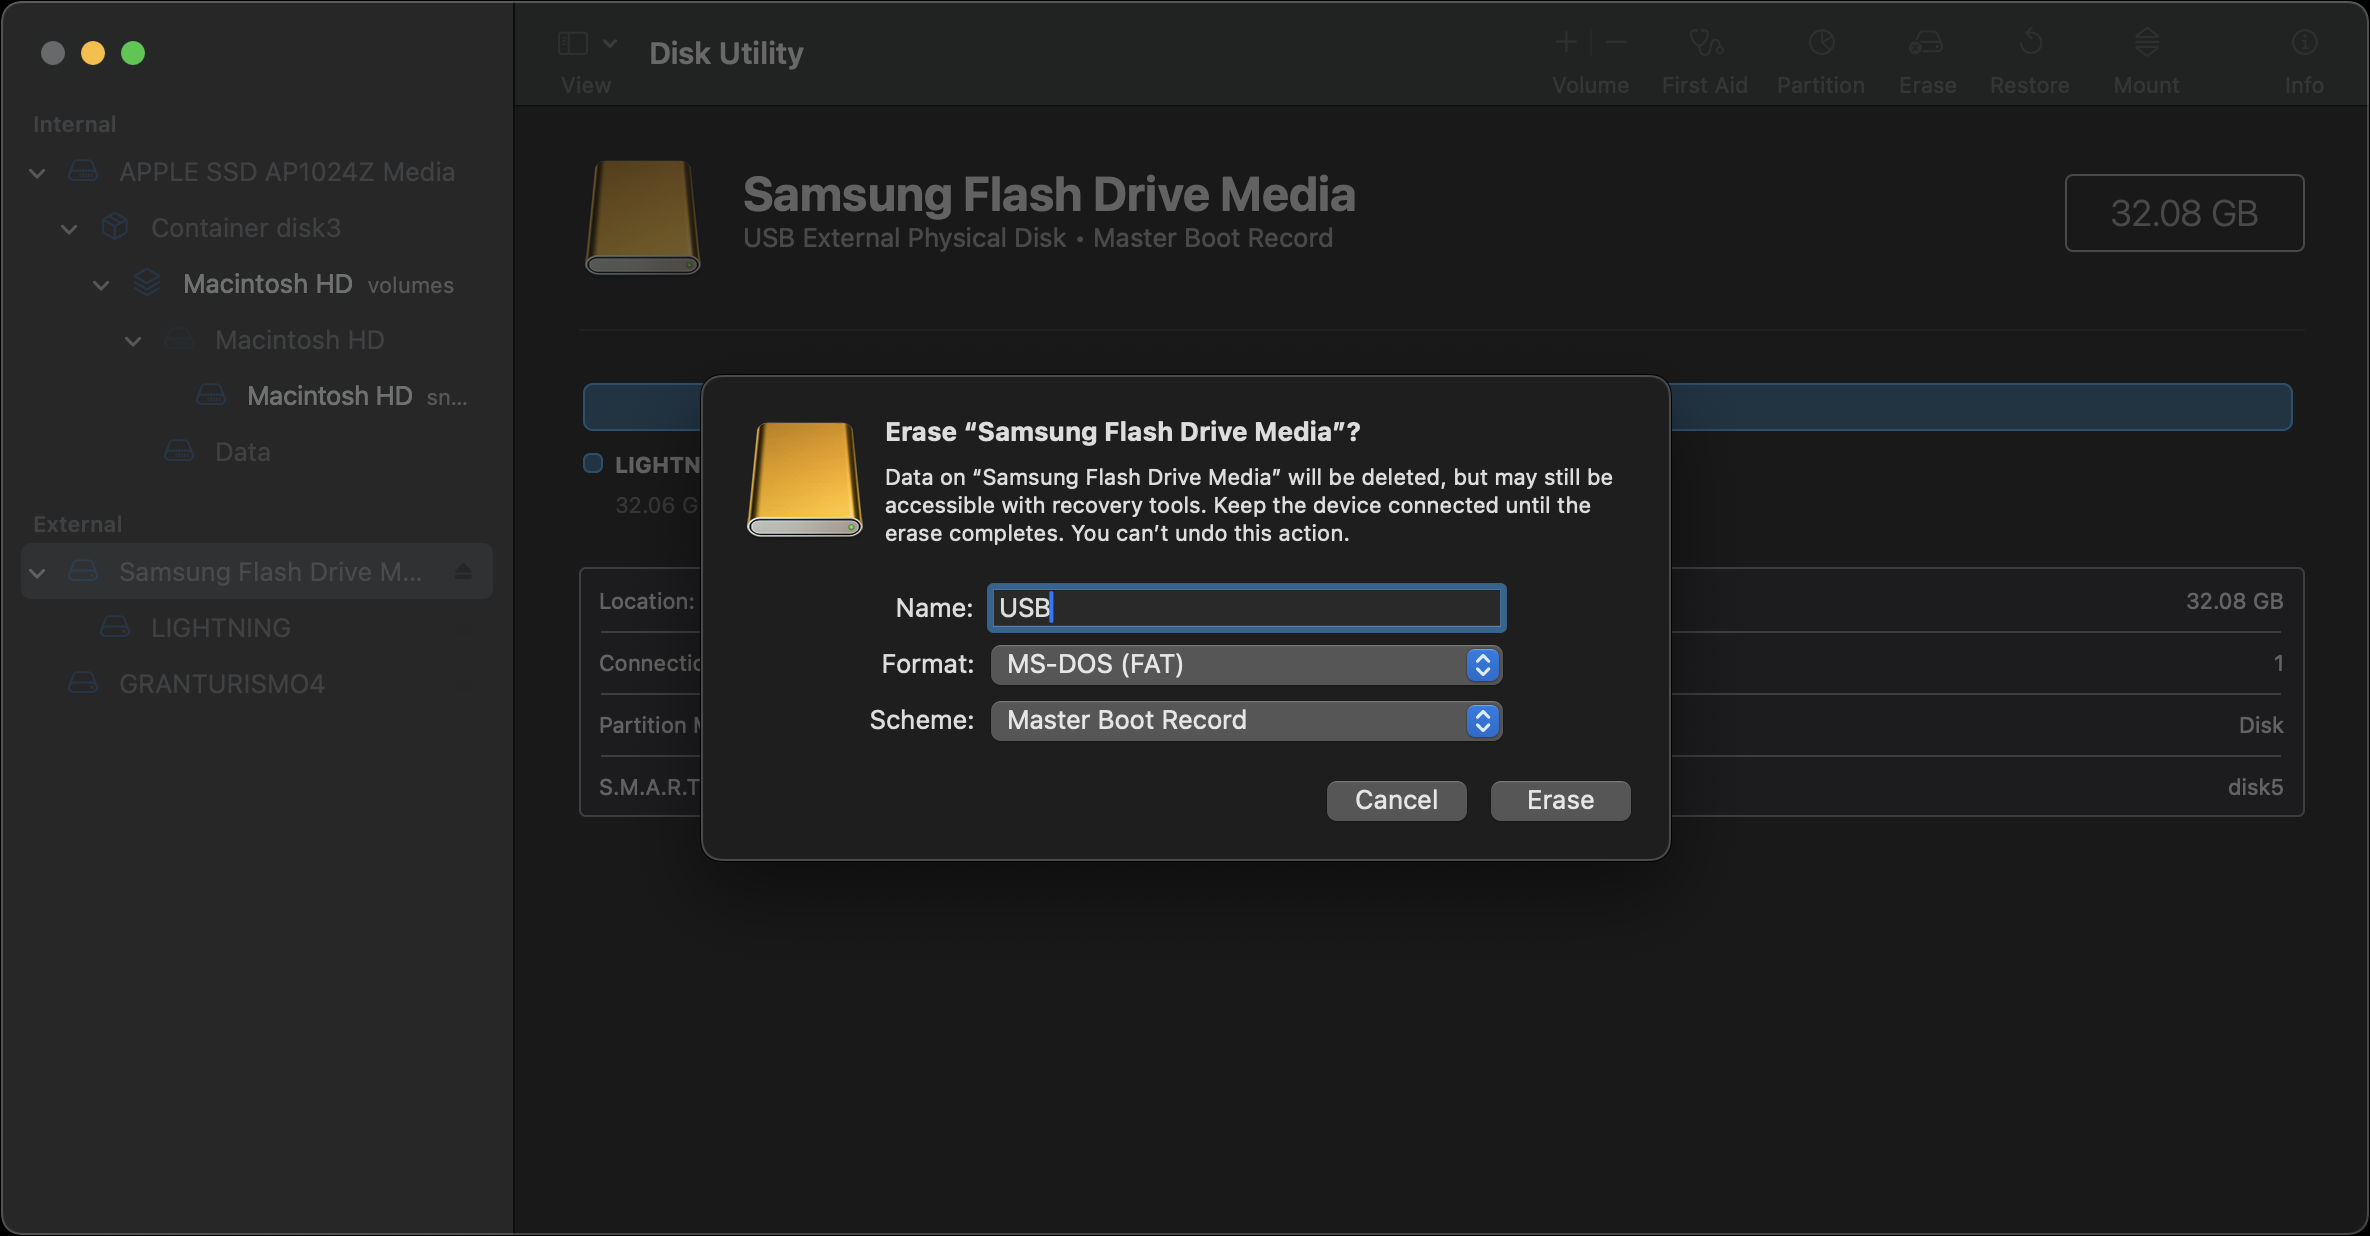 View
Disk Utility
Volume
First Aid
Partition
Erase
Restore
Mount
Info
Internal
APPLE SSD AP1024Z Media
Container disk3
Macintosh HD volumes
Macintosh HD
Macintosh HD sn...
Data
External
Samsung Flash Drive M...
LIGHTNING
GRANTURISMO4
Samsung Flash Drive Media
USB External Physical Disk • Master Boot Record
32.08 GB
LIGHTN
32.06 G
Location:
32.08 GB
Connectic
1
Partition M
Disk
S.M.A.R.T
disk5
Erase “Samsung Flash Drive Media”?
Data on “Samsung Flash Drive Media” will be deleted, but may still be
accessible with recovery tools. Keep the device connected until the
erase completes. You can’t undo this action.
Name: USB
Format: MS-DOS (FAT)
Scheme: Master Boot Record
Cancel
Erase